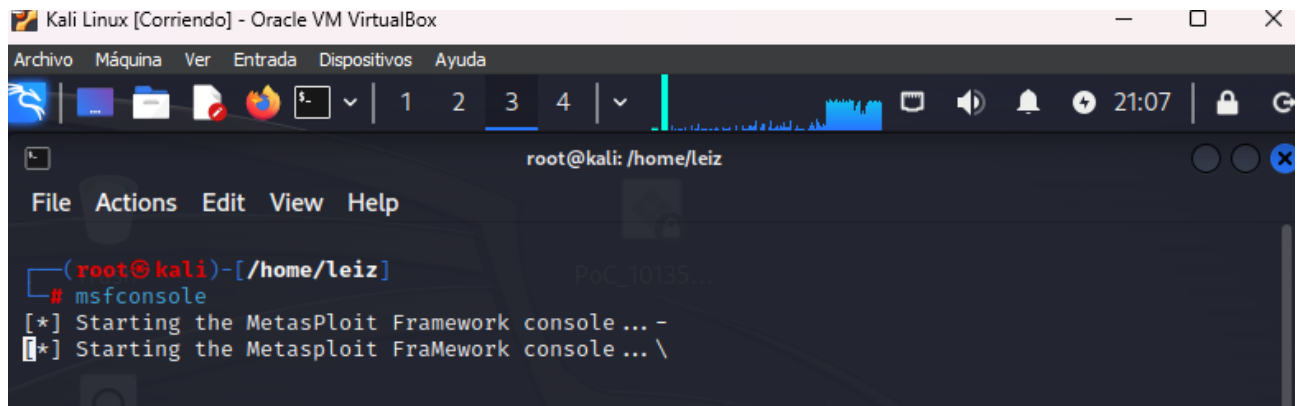 Kali Linux [Corriendo] - Oracle VM VirtualBox
Archivo Máquina Ver Entrada Dispositivos Ayuda
1 2 3 4 21:07
root@kali: /home/leiz
File Actions Edit View Help
PoC_10135...
(root㉿kali)-[/home/leiz]
# msfconsole
[*] Starting the MetasPloit Framework console...-
[*] Starting the Metasploit FraMework console...\